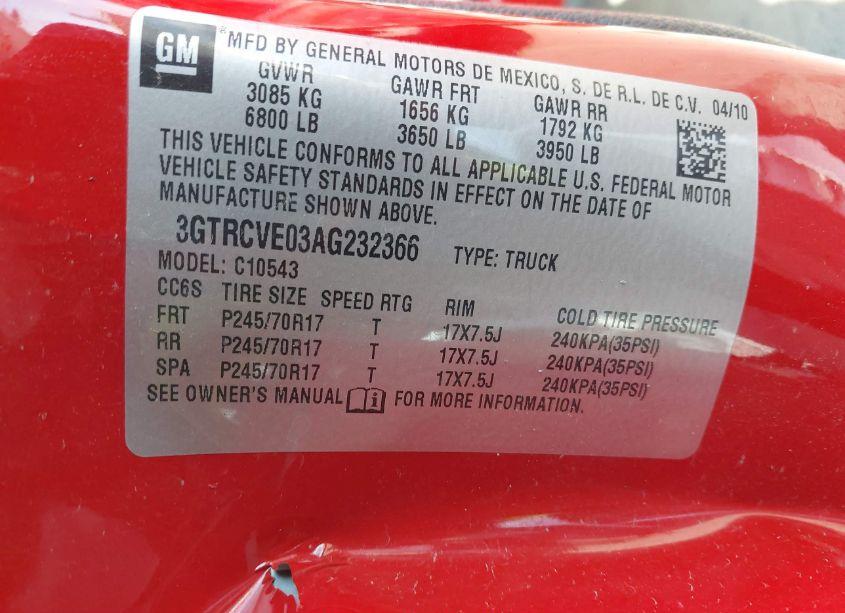 GM
*MFD BY GENERAL MOTORS DE MEXICO, S. DE R.L. DE C.V. 04/10
GVWR GAWR FRT GAWR RR
3085 KG 1656 KG 1792 KG
6800 LB 3650 LB 3950 LB
THIS VEHICLE CONFORMS TO ALL APPLICABLE U.S. FEDERAL MOTOR
VEHICLE SAFETY STANDARDS IN EFFECT ON THE DATE OF
MANUFACTURE SHOWN ABOVE.
3GTRCVE03AG232366 TYPE: TRUCK
MODEL: C10543
CC6S TIRE SIZE SPEED RTG RIM COLD TIRE PRESSURE
FRT P245/70R17 T 17X7.5J 240KPA(35PSI)
RR P245/70R17 T 17X7.5J 240KPA(35PSI)
SPA P245/70R17 T 17X7.5J 240KPA(35PSI)
SEE OWNER'S MANUAL FOR MORE INFORMATION.